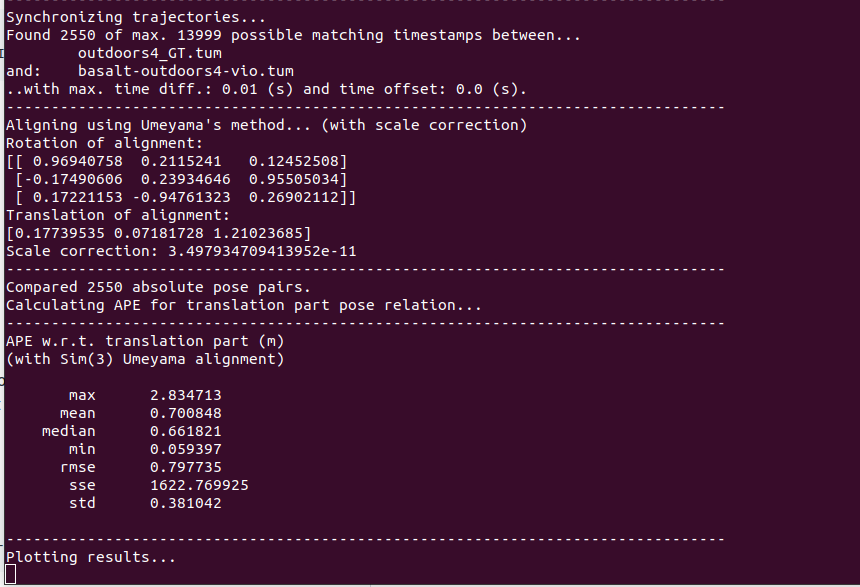 --------------------------------------------------------------------------------
Synchronizing trajectories...
Found 2550 of max. 13999 possible matching timestamps between...
        outdoors4_GT.tum
and:    basalt-outdoors4-vio.tum
..with max. time diff.: 0.01 (s) and time offset: 0.0 (s).
--------------------------------------------------------------------------------
Aligning using Umeyama's method... (with scale correction)
Rotation of alignment:
[[ 0.96940758  0.2115241   0.12452508]
 [-0.17490606  0.23934646  0.95505034]
 [ 0.17221153 -0.94761323  0.26902112]]
Translation of alignment:
[0.17739535 0.07181728 1.21023685]
Scale correction: 3.497934709413952e-11
--------------------------------------------------------------------------------
Compared 2550 absolute pose pairs.
Calculating APE for translation part pose relation...
--------------------------------------------------------------------------------
APE w.r.t. translation part (m)
(with Sim(3) Umeyama alignment)

       max      2.834713
      mean      0.700848
    median      0.661821
       min      0.059397
      rmse      0.797735
       sse      1622.769925
       std      0.381042

--------------------------------------------------------------------------------
Plotting results...